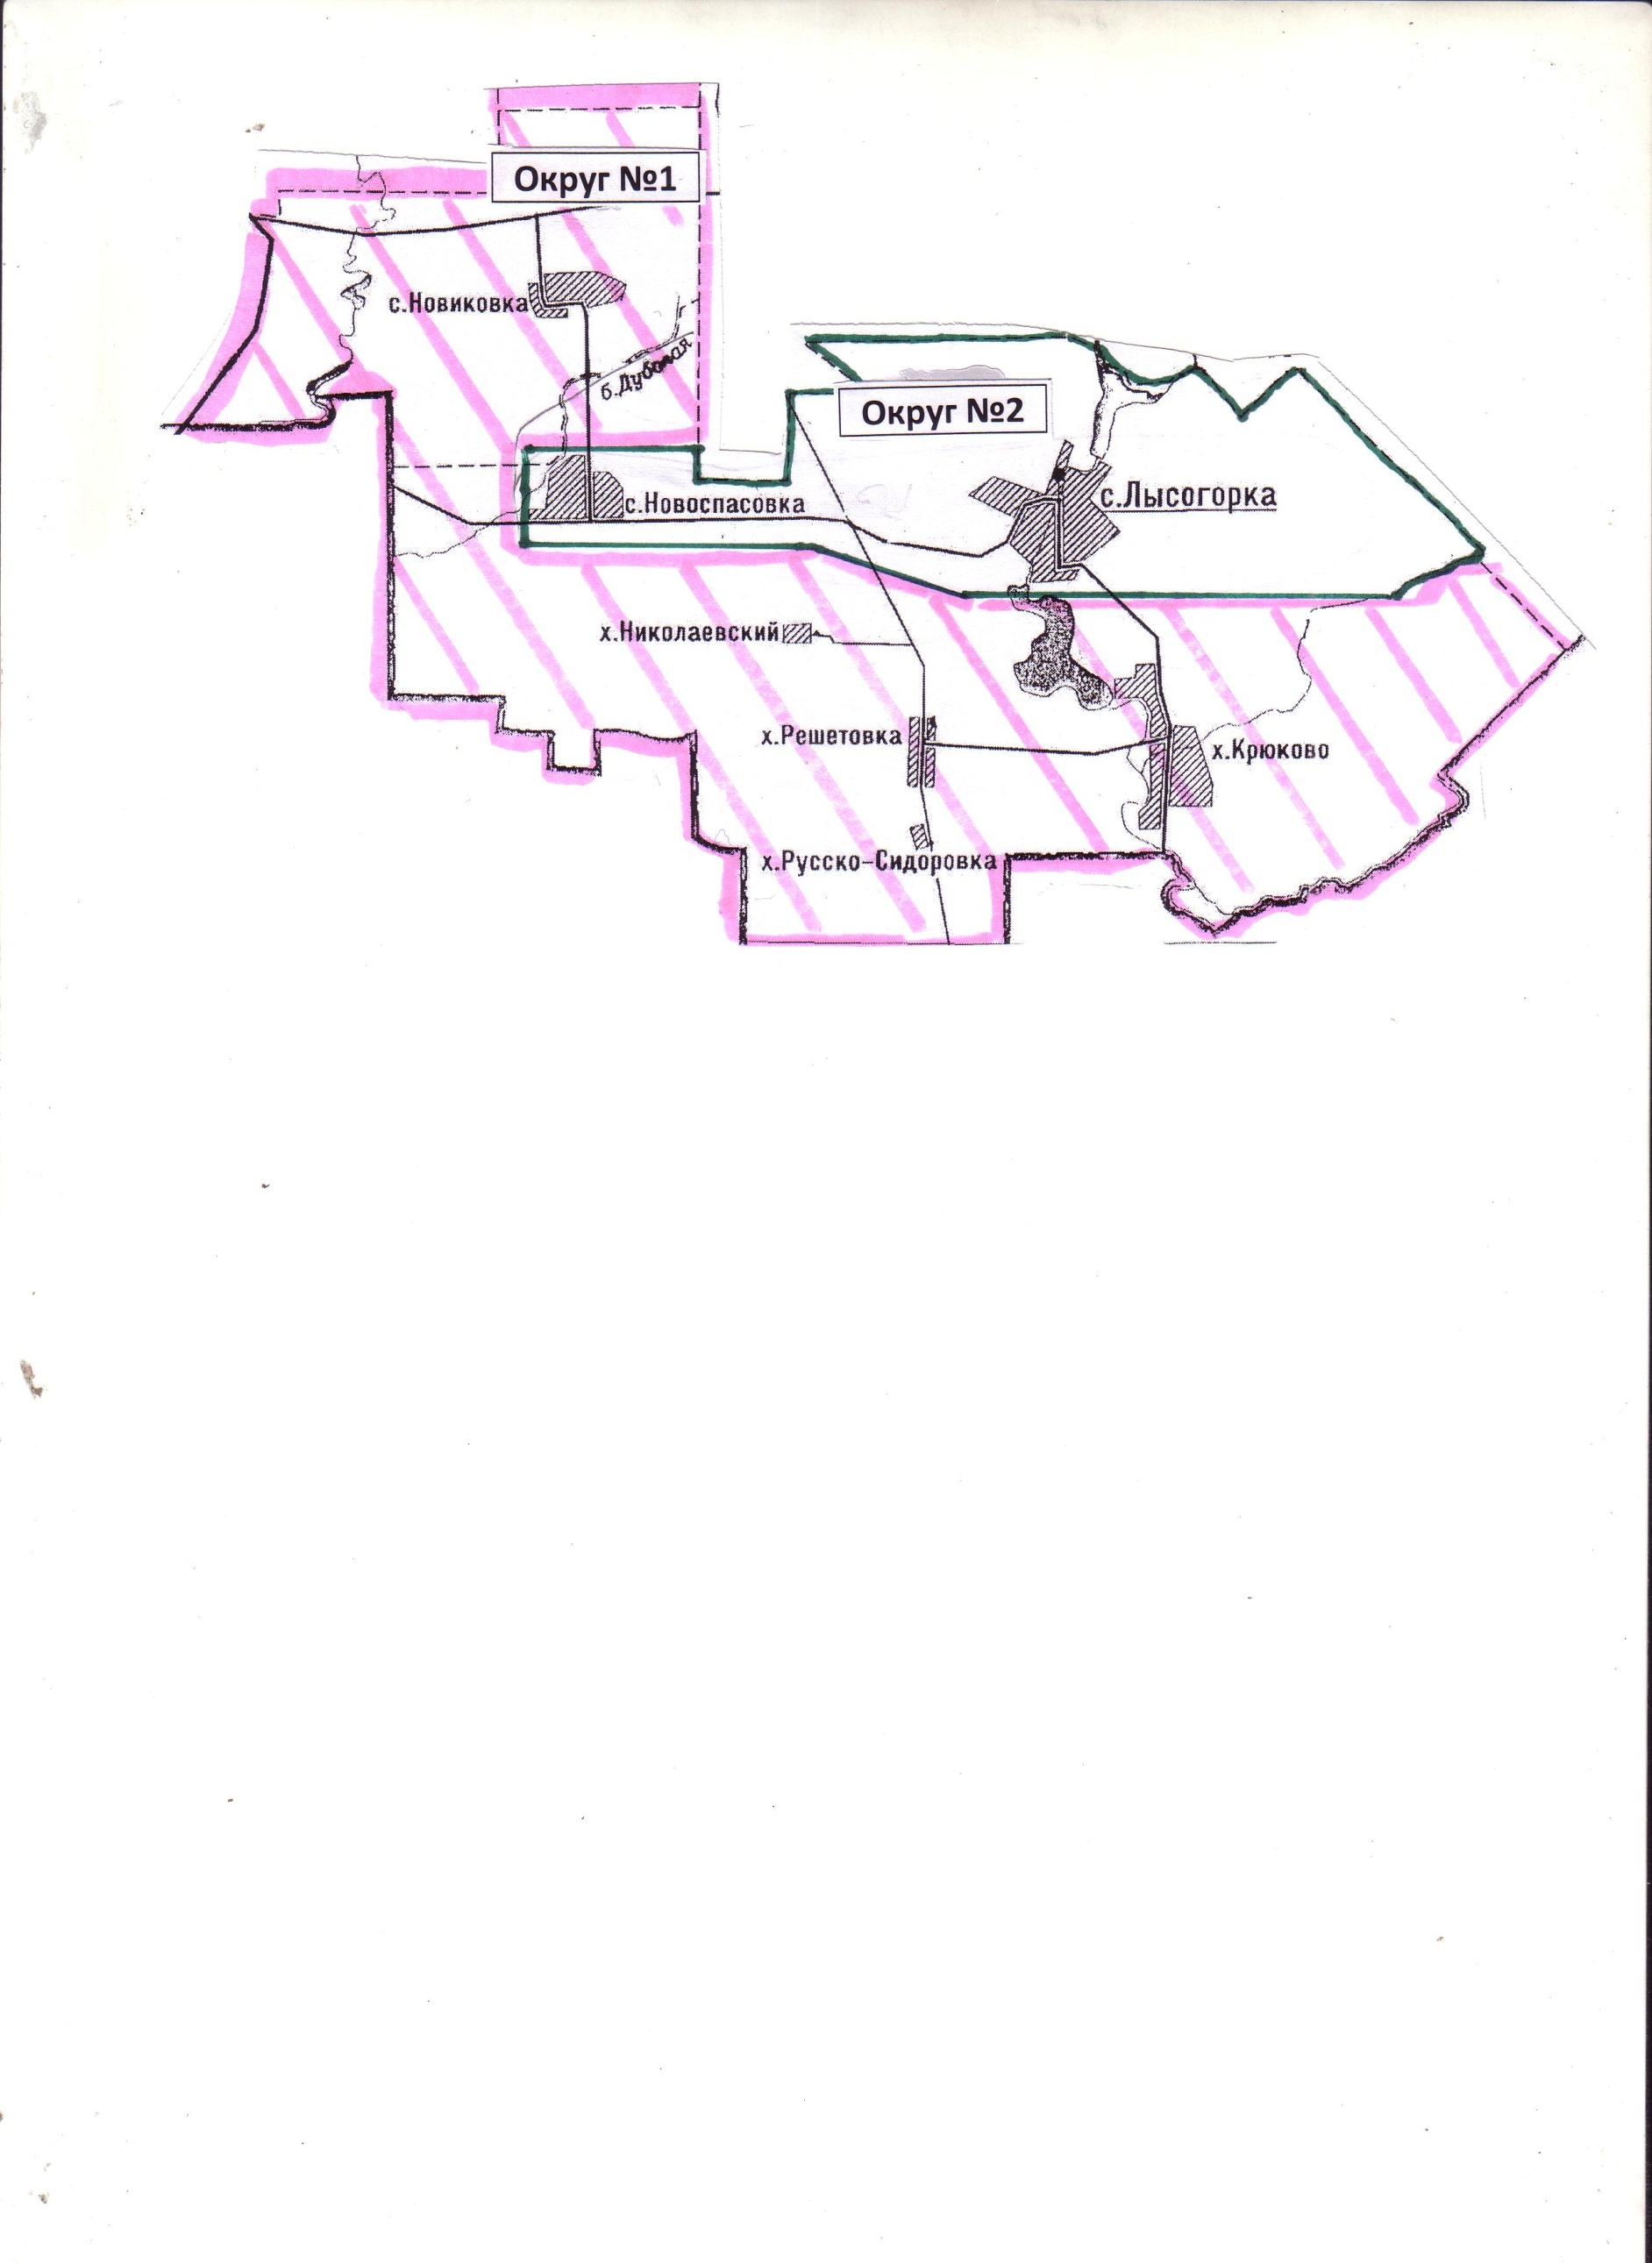 Округ №1
с.Новиковка
б.Дубовая
Округ №2
с.Лысогорка
с.Новоспасовка
х.Николаевский
х.Решетовка
х.Крюково
х.Русско-Сидоровка